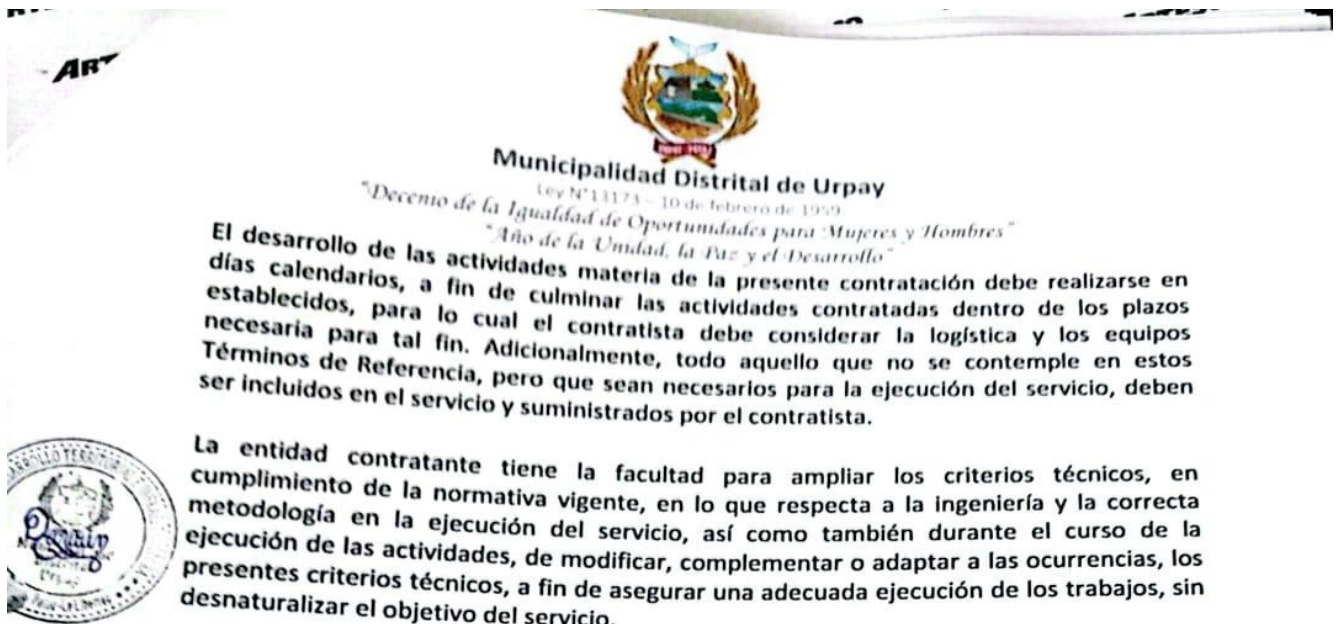 ART
Municipalidad Distrital de Urpay
Ley N°13173 – 10 de febrero de 1959
"Decenio de la Igualdad de Oportunidades para Mujeres y Hombres"
"Año de la Unidad, la Paz y el Desarrollo"
El desarrollo de las actividades materia de la presente contratación debe realizarse en
días calendarios, a fin de culminar las actividades contratadas dentro de los plazos
establecidos, para lo cual el contratista debe considerar la logística y los equipos
necesaria para tal fin. Adicionalmente, todo aquello que no se contemple en estos
Términos de Referencia, pero que sean necesarios para la ejecución del servicio, deben
ser incluidos en el servicio y suministrados por el contratista.
La entidad contratante tiene la facultad para ampliar los criterios técnicos, en
cumplimiento de la normativa vigente, en lo que respecta a la ingeniería y la correcta
metodología en la ejecución del servicio, así como también durante el curso de la
ejecución de las actividades, de modificar, complementar o adaptar a las ocurrencias, los
presentes criterios técnicos, a fin de asegurar una adecuada ejecución de los trabajos, sin
desnaturalizar el objetivo del servicio.